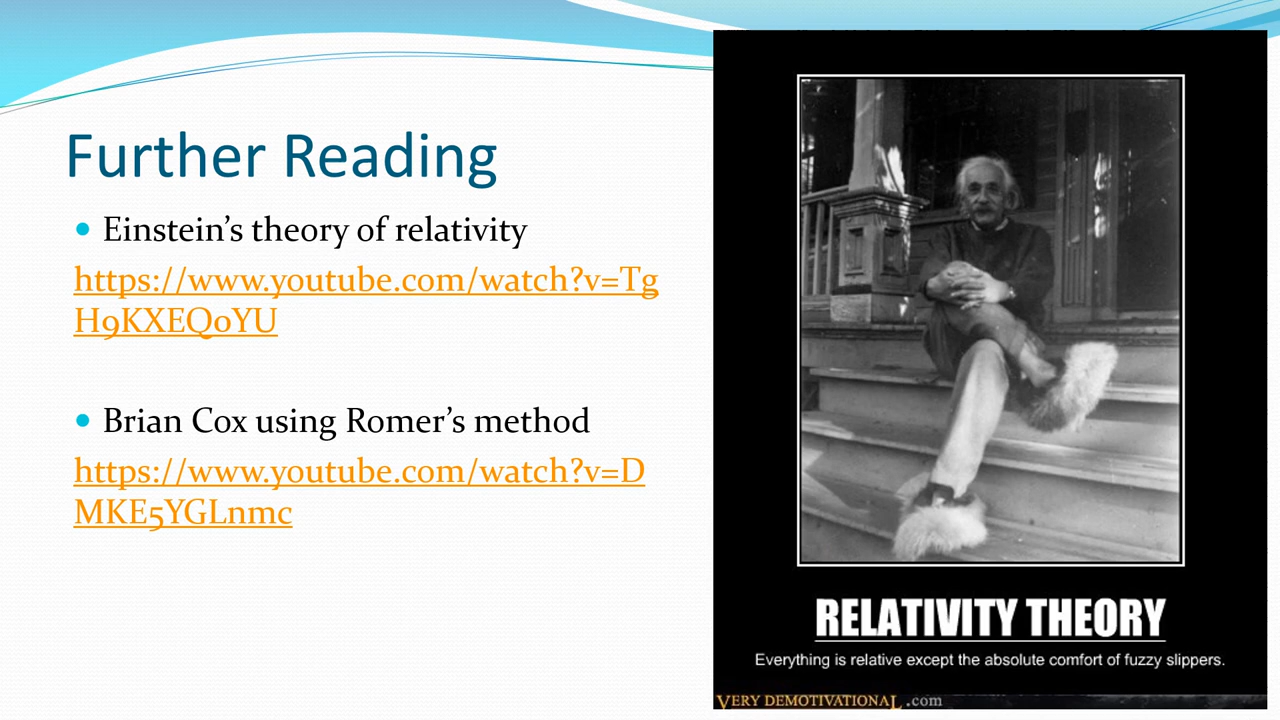 Further Reading
• Einstein’s theory of relativity
https://www.youtube.com/watch?v=Tg
H9KXEQ0YU
• Brian Cox using Romer’s method
https://www.youtube.com/watch?v=D
MKE5YGLnmc
RELATIVITY THEORY
Everything is relative except the absolute comfort of fuzzy slippers.
VERY DEMOTIVATIONAL .com